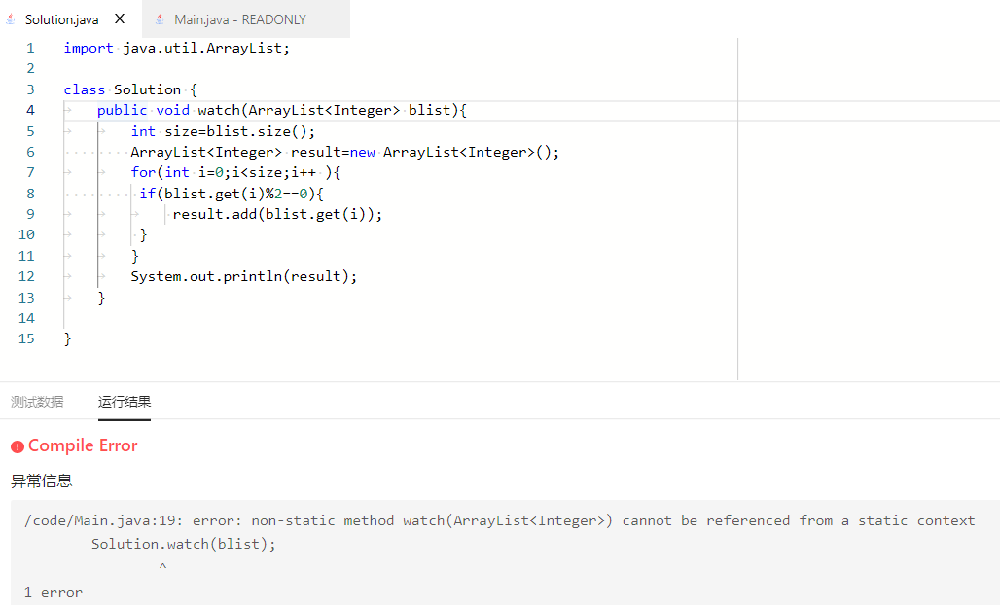 Solution.java X Main.java - READONLY
1 import java.util.ArrayList;
2
3 class Solution {
4 public void watch(ArrayList<Integer> blist){
5 int size=blist.size();
6 ArrayList<Integer> result=new ArrayList<Integer>();
7 for(int i=0;i<size;i++ ){
8 if(blist.get(i)%2==0){
9 result.add(blist.get(i));
10 }
11 }
12 System.out.println(result);
13 }
14
15 }
测试数据 运行结果
Compile Error
异常信息
/code/Main.java:19: error: non-static method watch(ArrayList<Integer>) cannot be referenced from a static context
Solution.watch(blist);
^
1 error